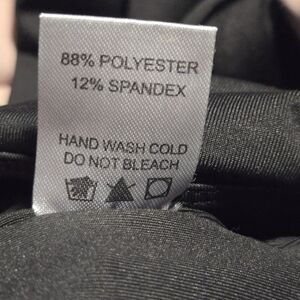 88% POLYESTER
12% SPANDEX
HAND WASH COLD
DO NOT BLEACH